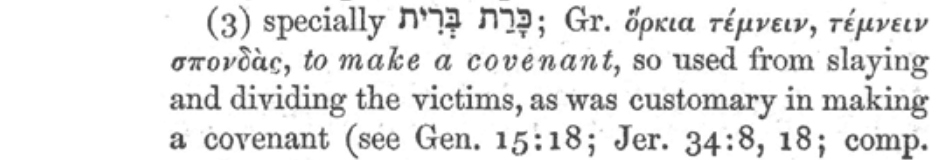 (3) specially כָּרַת בְּרִית; Gr. ὅρκια τέμνειν, τέμνειν
σπονδὰς, to make a covenant, so used from slaying
and dividing the victims, as was customary in making
a covenant (see Gen. 15:18; Jer. 34:8, 18; comp.